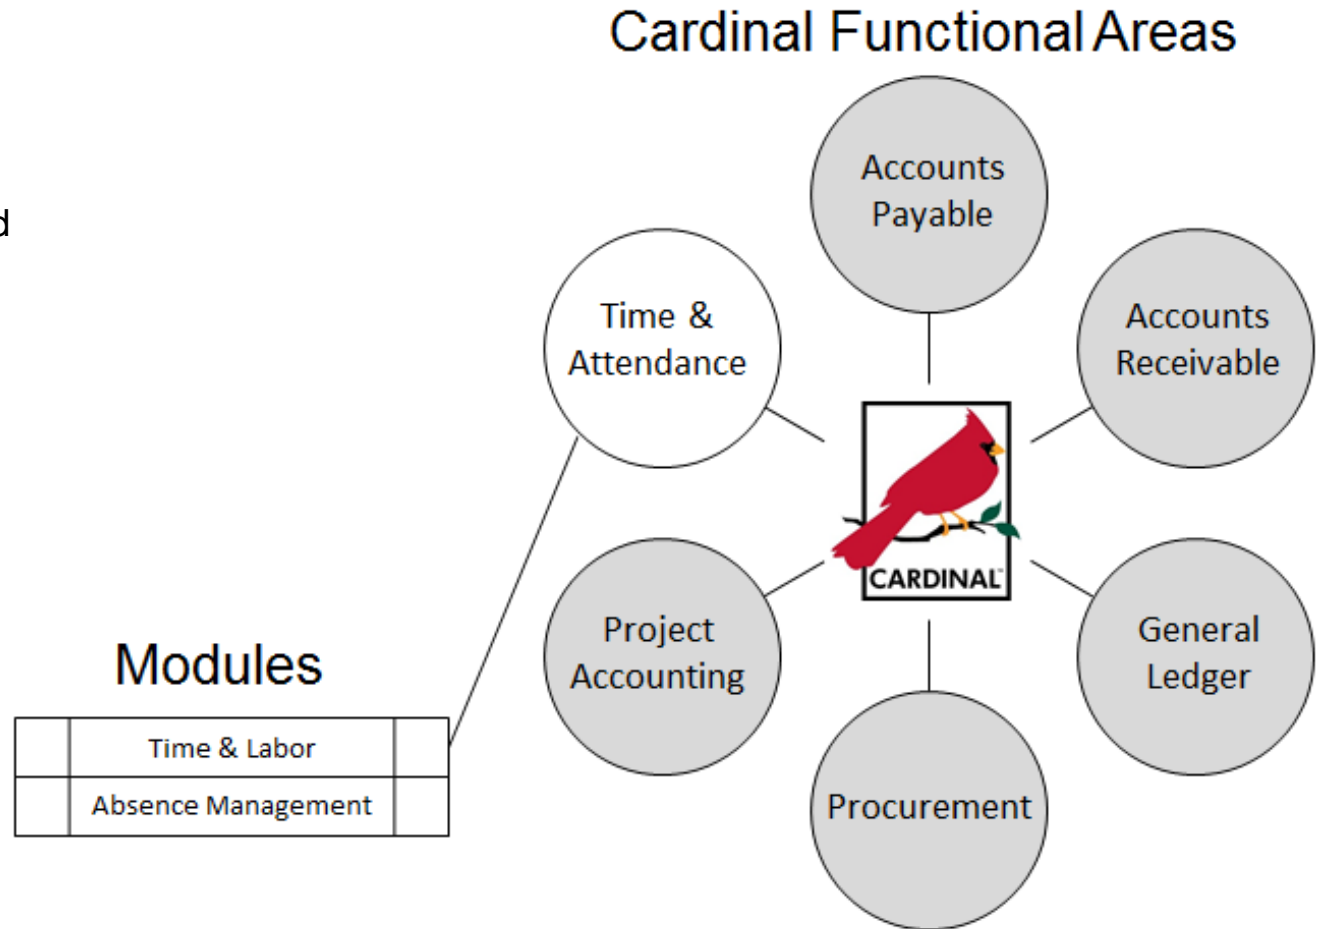 Cardinal Functional Areas
Accounts
Payable
d
Time &
Attendance
Accounts
Receivable
CARDINAL
Project
Accounting
General
Ledger
Modules
Time & Labor
Absence Management
Procurement